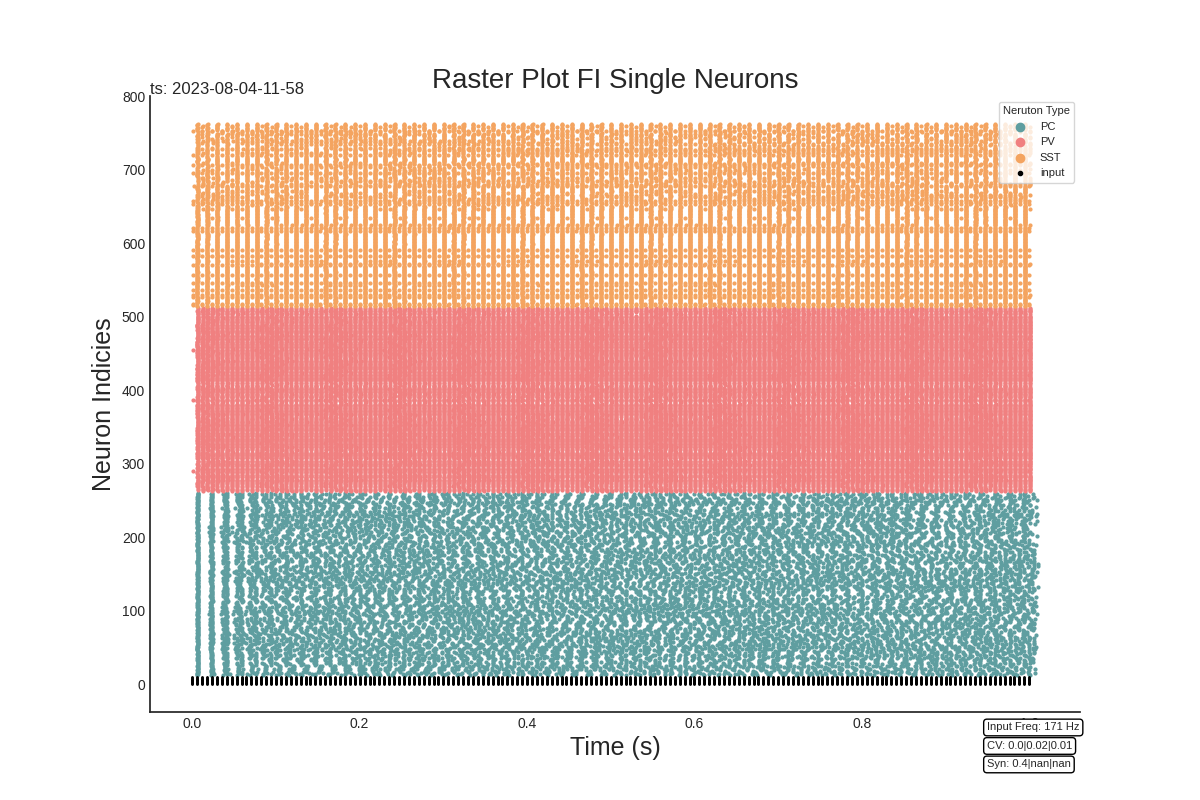 Raster Plot FI Single Neurons
ts: 2023-08-04-11-58
Neruton Type
PC
PV
SST
input
Neuron Indicies
800
700
600
500
400
300
200
100
0
0.0
0.2
0.4
0.6
0.8
Time (s)
Input Freq: 171 Hz
CV: 0.0|0.02|0.01
Syn: 0.4|nan|nan